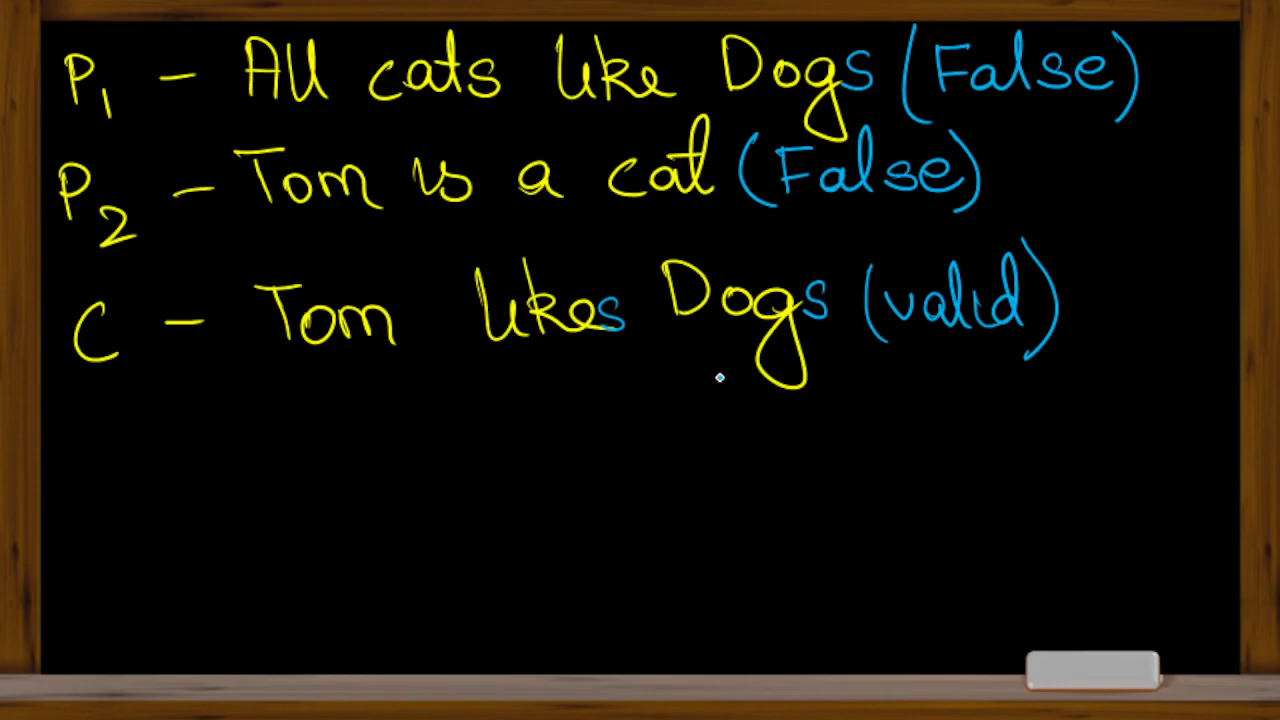 P1 - All cats like Dogs (False)
P2 - Tom is a cat (False)
C - Tom likes Dogs (valid)